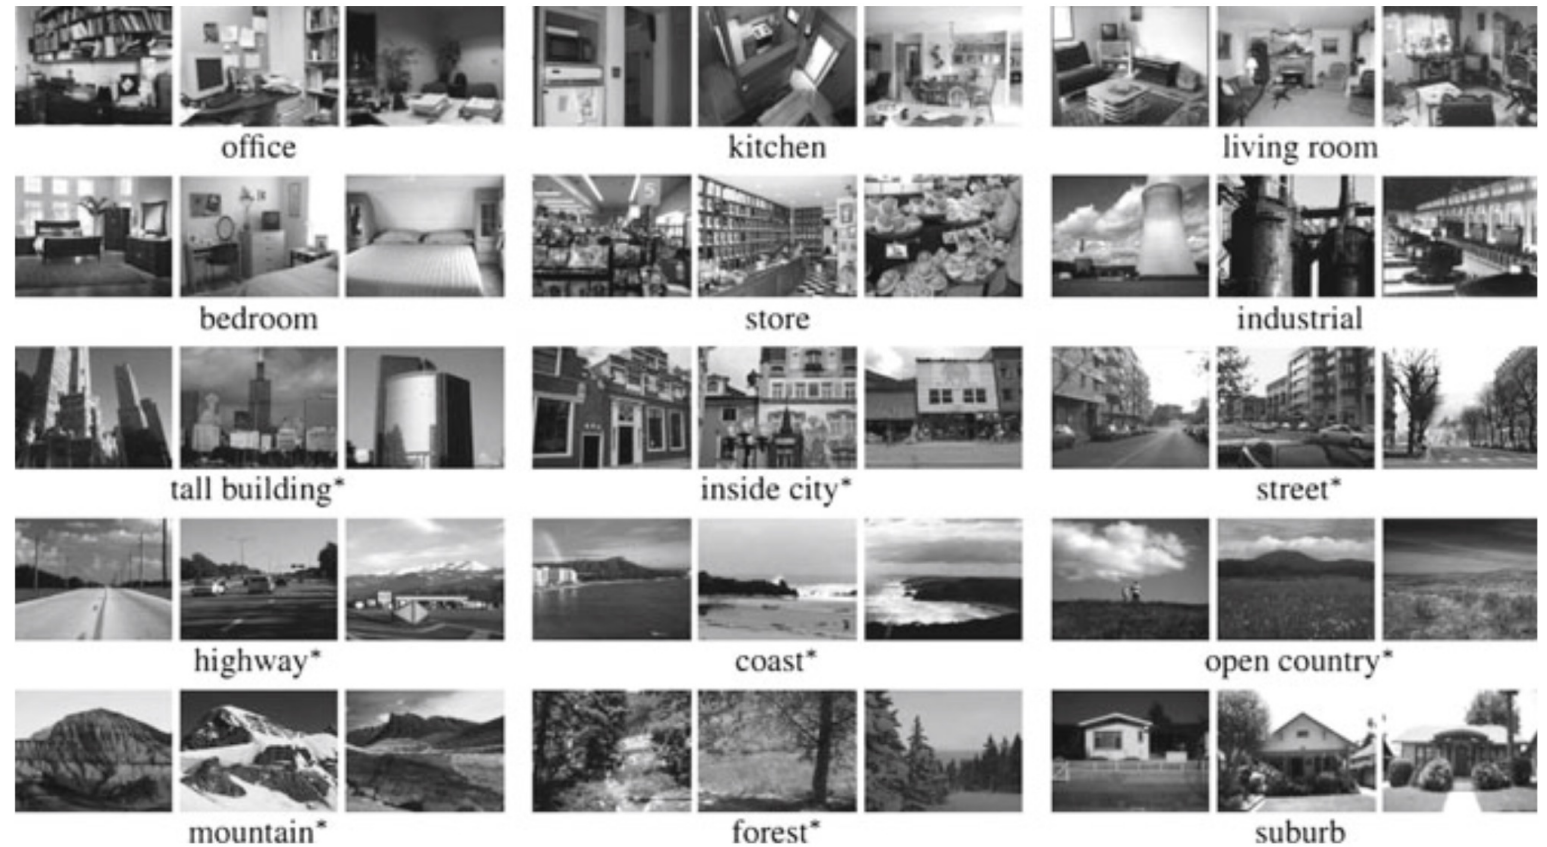 office
kitchen
living room
5
bedroom
store
industrial
tall building*
inside city*
street*
highway*
coast*
open country*
mountain*
forest*
suburb